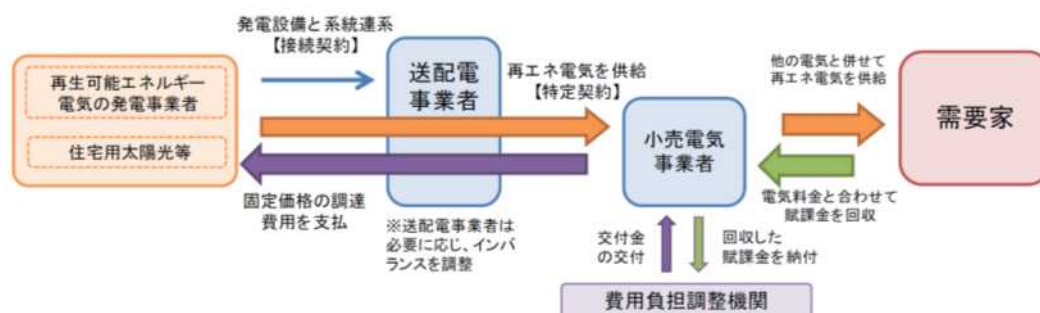 発電設備と系統連系
【接続契約】
再生可能エネルギー
電気の発電事業者
住宅用太陽光等
送配電
事業者
再エネ電気を供給
【特定契約】
他の電気と併せて
再エネ電気を供給
需要家
小売電気
事業者
固定価格の調達
費用を支払
※送配電事業者は
必要に応じ、インバ
ランスを調整
電気料金と合わせて
賦課金を回収
交付金
の交付
回収した
賦課金を納付
費用負担調整機関